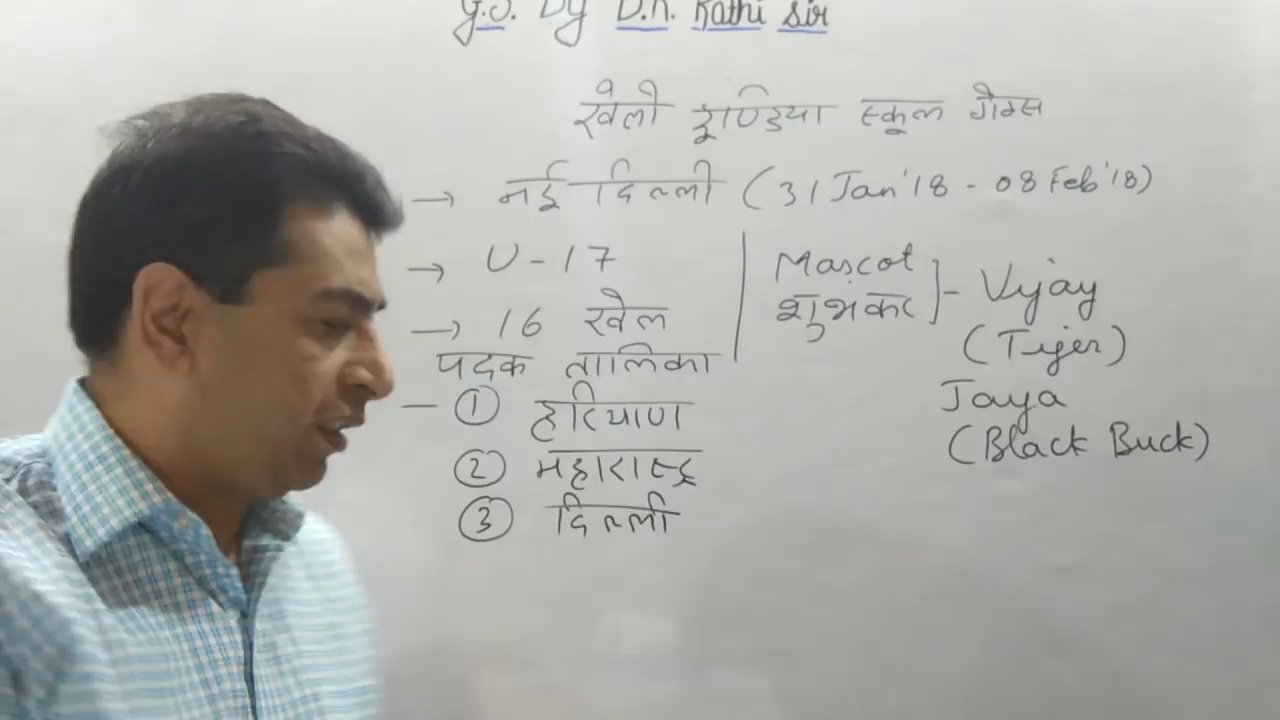 G.S. By D.K. Rathi Sir
खेलो इण्डिया स्कूल गेम्स
→ नई दिल्ली (31 Jan'18 - 08 Feb'18)
→ U-17
→ 16 खेल
Mascot
शुभंकर ] - Vijay
(Tiger)
Jaya
(Black Buck)
पदक तालिका
- ① हरियाणा
② महाराष्ट्र
③ दिल्ली